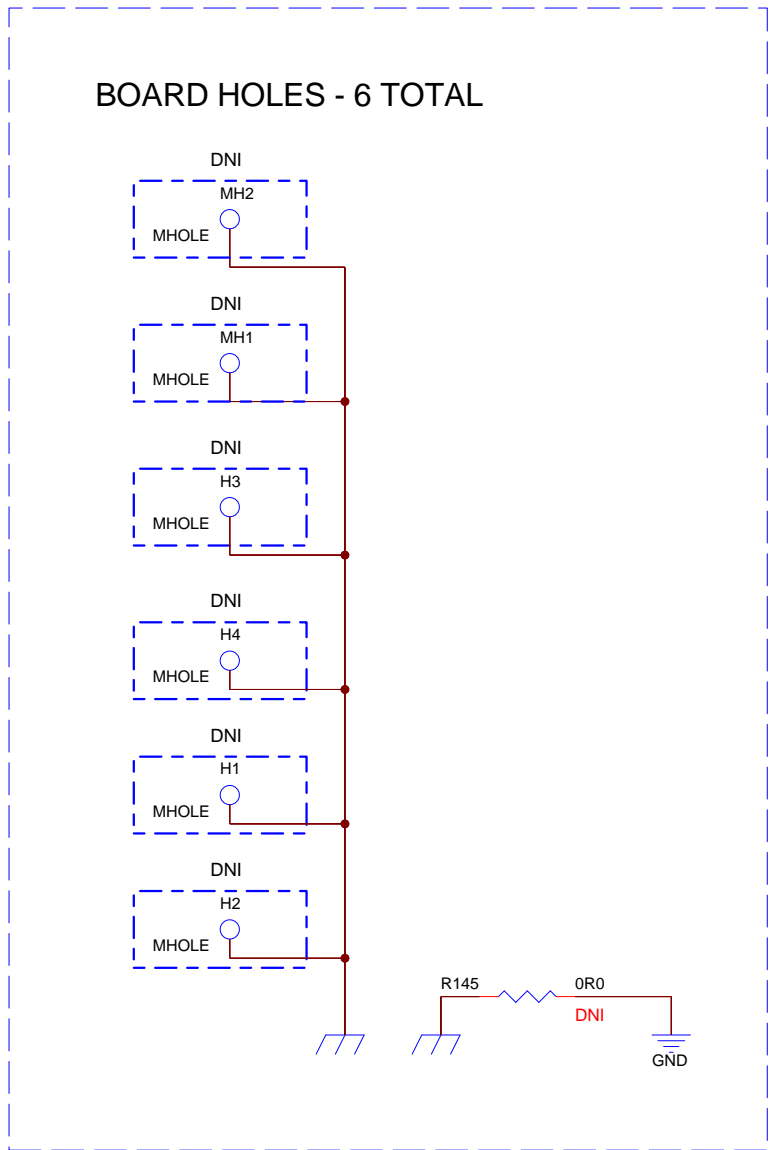 BOARD HOLES - 6 TOTAL
DNI
MH2
MHOLE
DNI
MH1
MHOLE
DNI
H3
MHOLE
DNI
H4
MHOLE
DNI
H1
MHOLE
DNI
H2
MHOLE
R145 0R0
DNI
GND